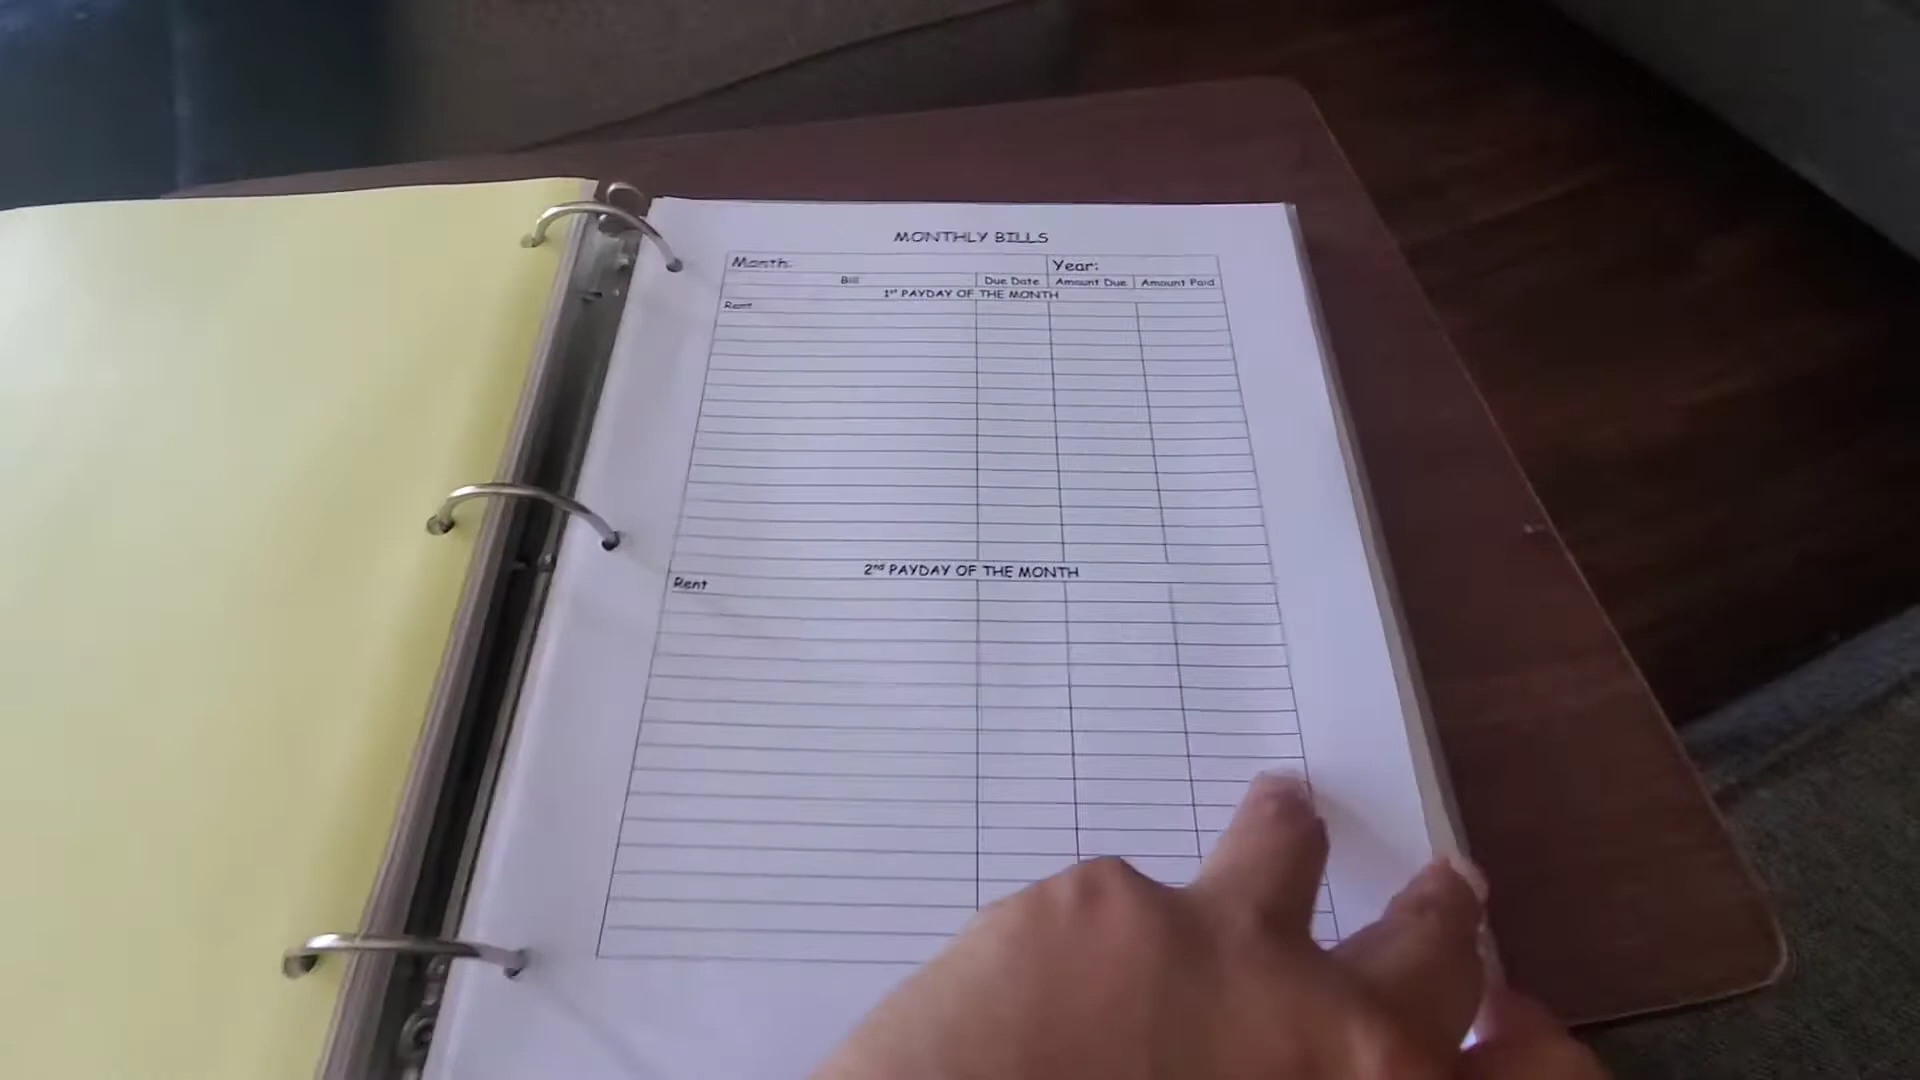 MONTHLY BILLS
Month: Year:
Bill Due Date Amount Due Amount Paid
1st PAYDAY OF THE MONTH
Rent
2nd PAYDAY OF THE MONTH
Rent